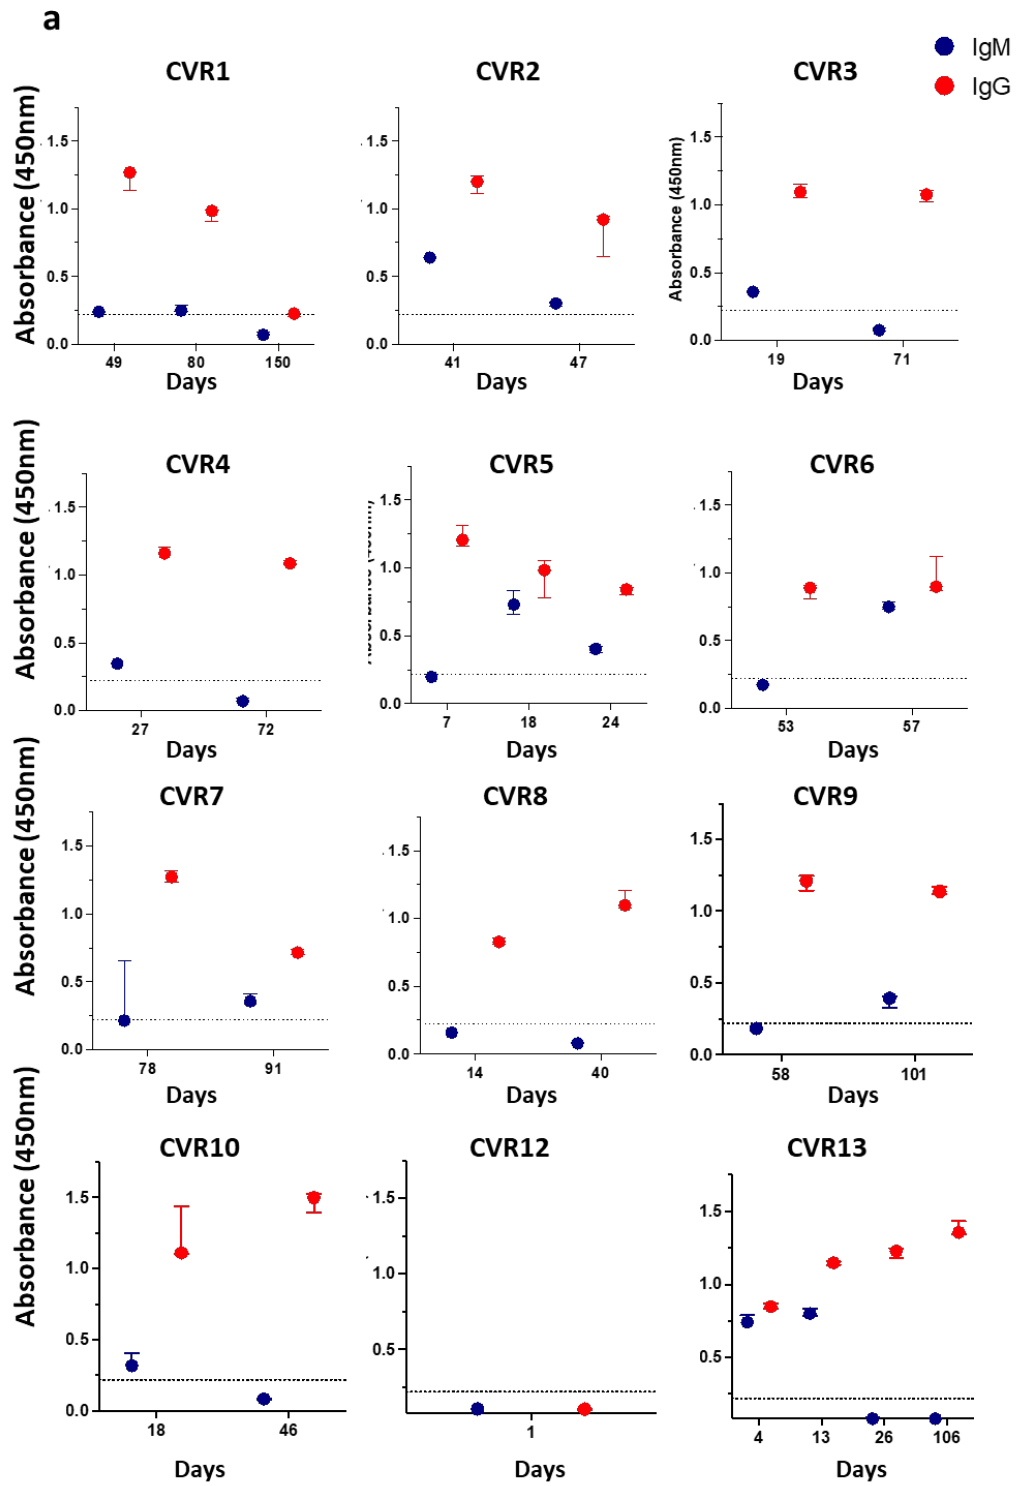 a
IgM
IgG
CVR1 CVR2 CVR3
Absorbance (450nm)
1.5
1.0
0.5
0.0
49 80 150
Days
1.5
1.0
0.5
0.0
41 47
Days
Absorbance (450nm)
1.5
1.0
0.5
0.0
19 71
Days
CVR4 CVR5 CVR6
Absorbance (450nm)
1.5
1.0
0.5
0.0
27 72
Days
1.5
1.0
0.5
0.0
7 18 24
Days
1.5
1.0
0.5
0.0
53 57
Days
CVR7 CVR8 CVR9
Absorbance (450nm)
1.5
1.0
0.5
0.0
78 91
Days
1.5
1.0
0.5
0.0
14 40
Days
1.5
1.0
0.5
0.0
58 101
Days
CVR10 CVR12 CVR13
Absorbance (450nm)
1.5
1.0
0.5
0.0
18 46
Days
1.5
1.0
0.5
1
Days
1.5
1.0
0.5
4 13 26 106
Days